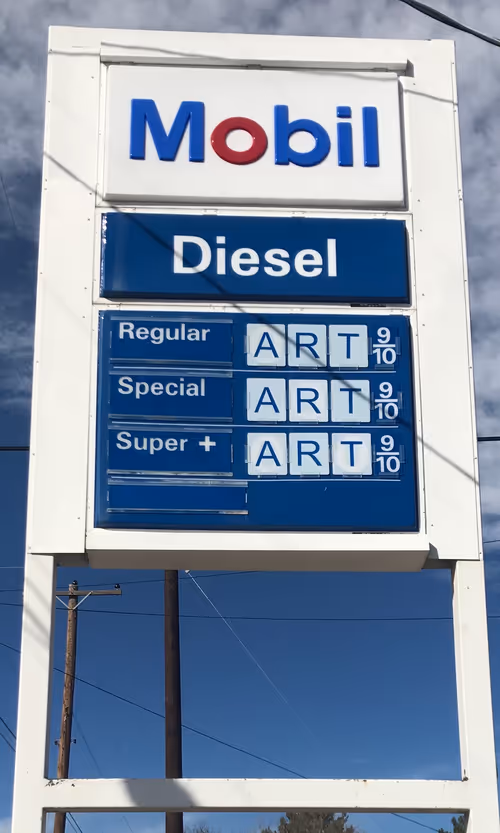 Mobil
Diesel
Regular ART 9/10
Special ART 9/10
Super + ART 9/10